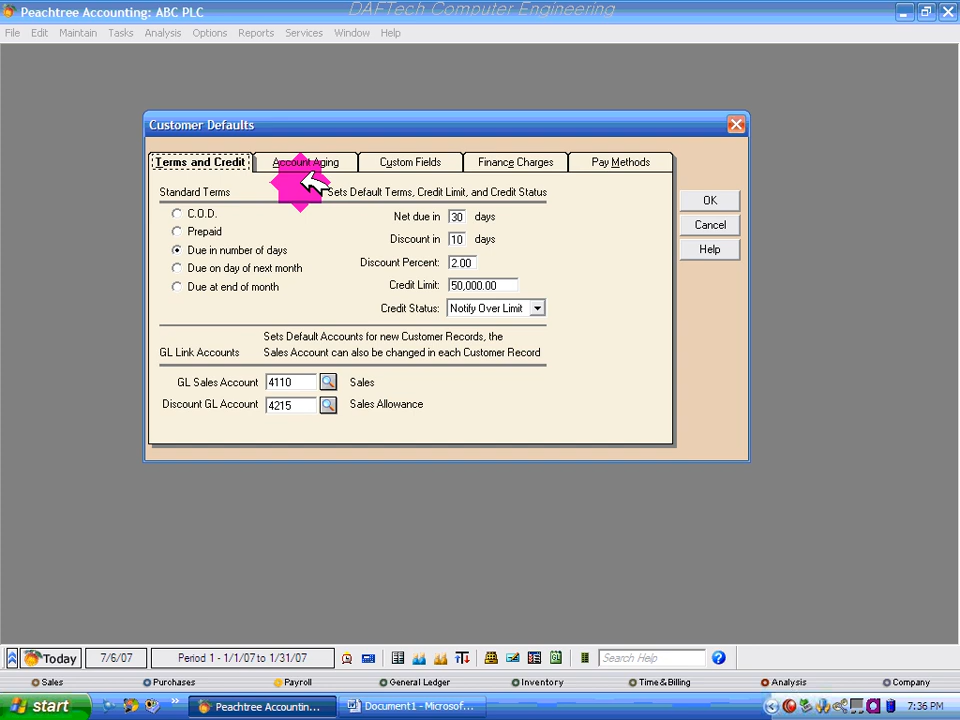 Peachtree Accounting: ABC PLC
DAFTech Computer Engineering
File Edit Maintain Tasks Analysis Options Reports Services Window Help
Customer Defaults
Terms and Credit Account Aging Custom Fields Finance Charges Pay Methods
Standard Terms Sets Default Terms, Credit Limit, and Credit Status
OK
C.O.D. Net due in 30 days
Cancel
Prepaid
Discount in 10 days
Help
Due in number of days
Discount Percent: 2.00
Due on day of next month
Credit Limit: 50,000.00
Due at end of month
Credit Status: Notify Over Limit
Sets Default Accounts for new Customer Records, the
GL Link Accounts Sales Account can also be changed in each Customer Record
GL Sales Account 4110 Sales
Discount GL Account 4215 Sales Allowance
Today 7/6/07 Period 1 - 1/1/07 to 1/31/07 Search Help
Sales Purchases Payroll General Ledger Inventory Time & Billing Analysis Company
start Peachtree Accountin... Document1 - Microsof... 7:36 PM